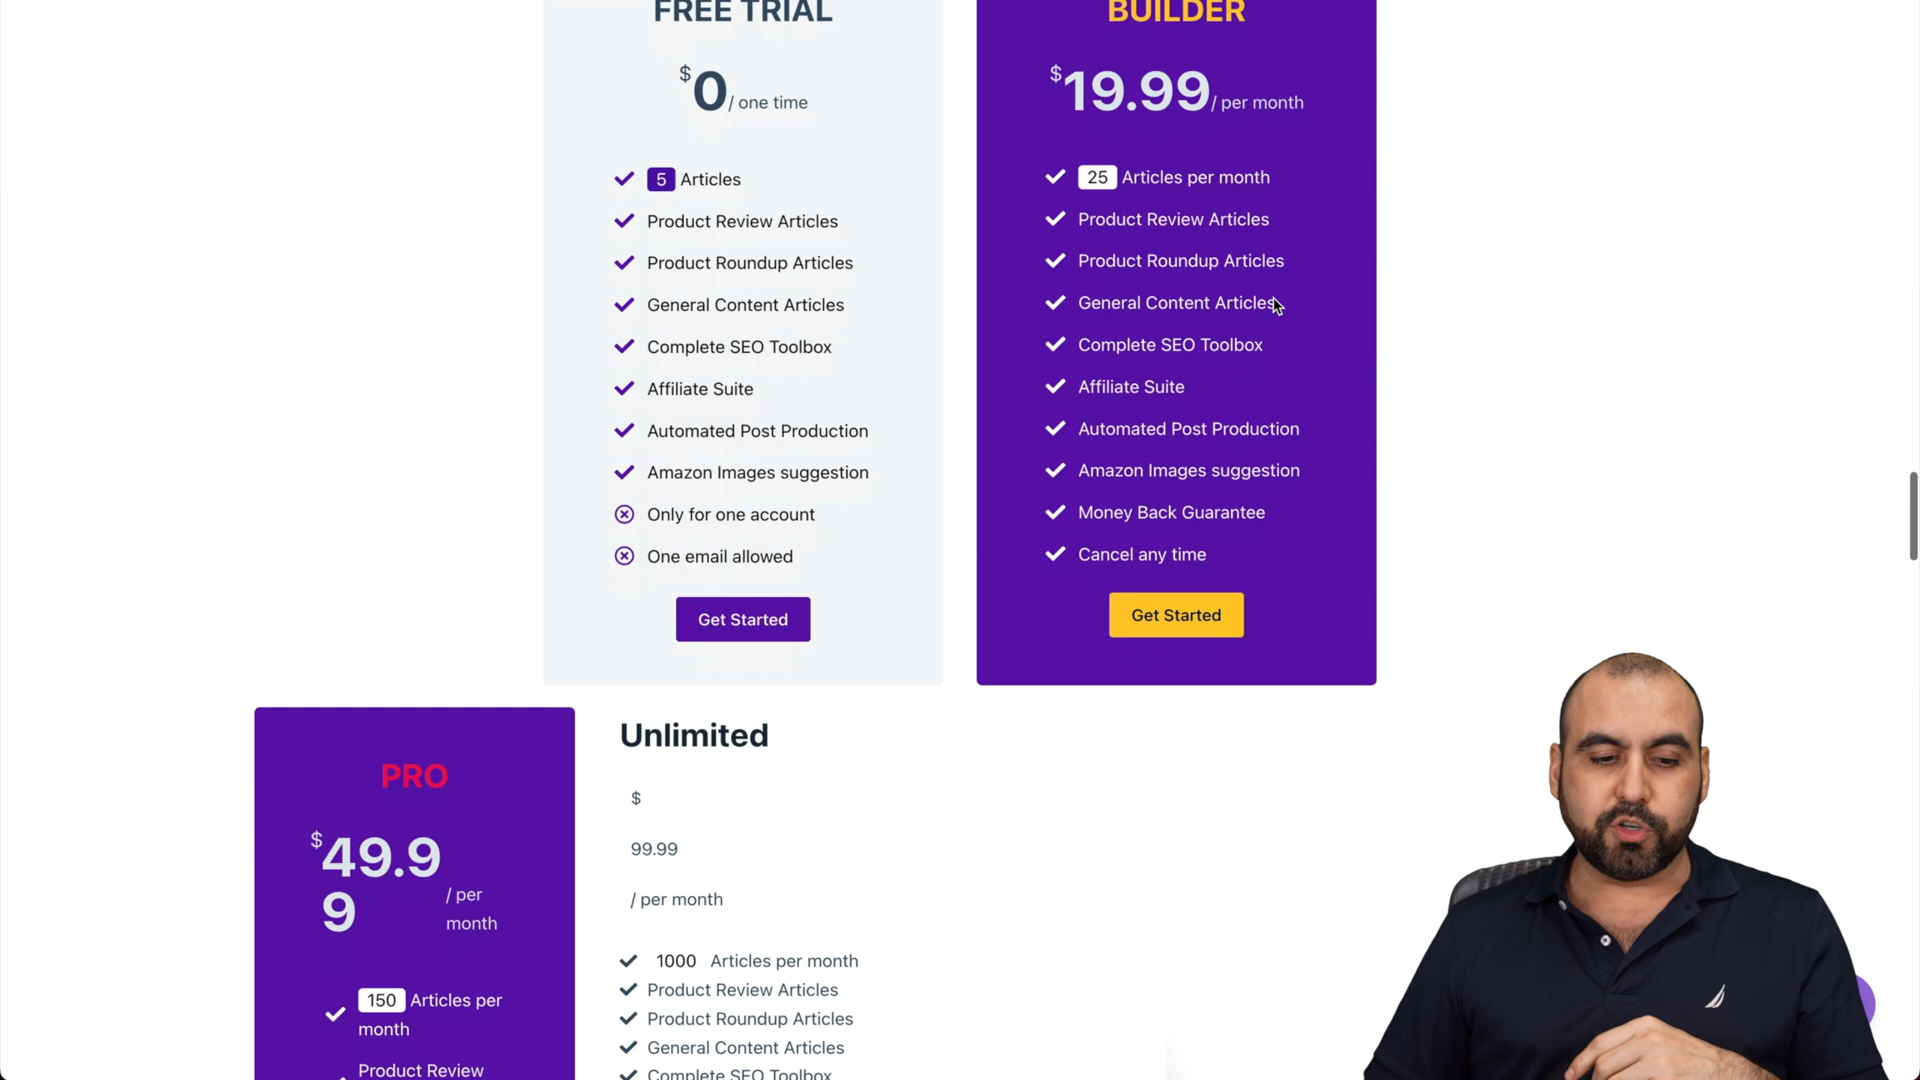 FREE TRIAL
$0/ one time
5 Articles
Product Review Articles
Product Roundup Articles
General Content Articles
Complete SEO Toolbox
Affiliate Suite
Automated Post Production
Amazon Images suggestion
Only for one account
One email allowed
Get Started
BUILDER
$19.99/ per month
25 Articles per month
Product Review Articles
Product Roundup Articles
General Content Articles
Complete SEO Toolbox
Affiliate Suite
Automated Post Production
Amazon Images suggestion
Money Back Guarantee
Cancel any time
Get Started
PRO
$49.9
9 / per
month
150 Articles per
month
Product Review
Unlimited
$
99.99
/ per month
1000 Articles per month
Product Review Articles
Product Roundup Articles
General Content Articles
Complete SEO Toolbox